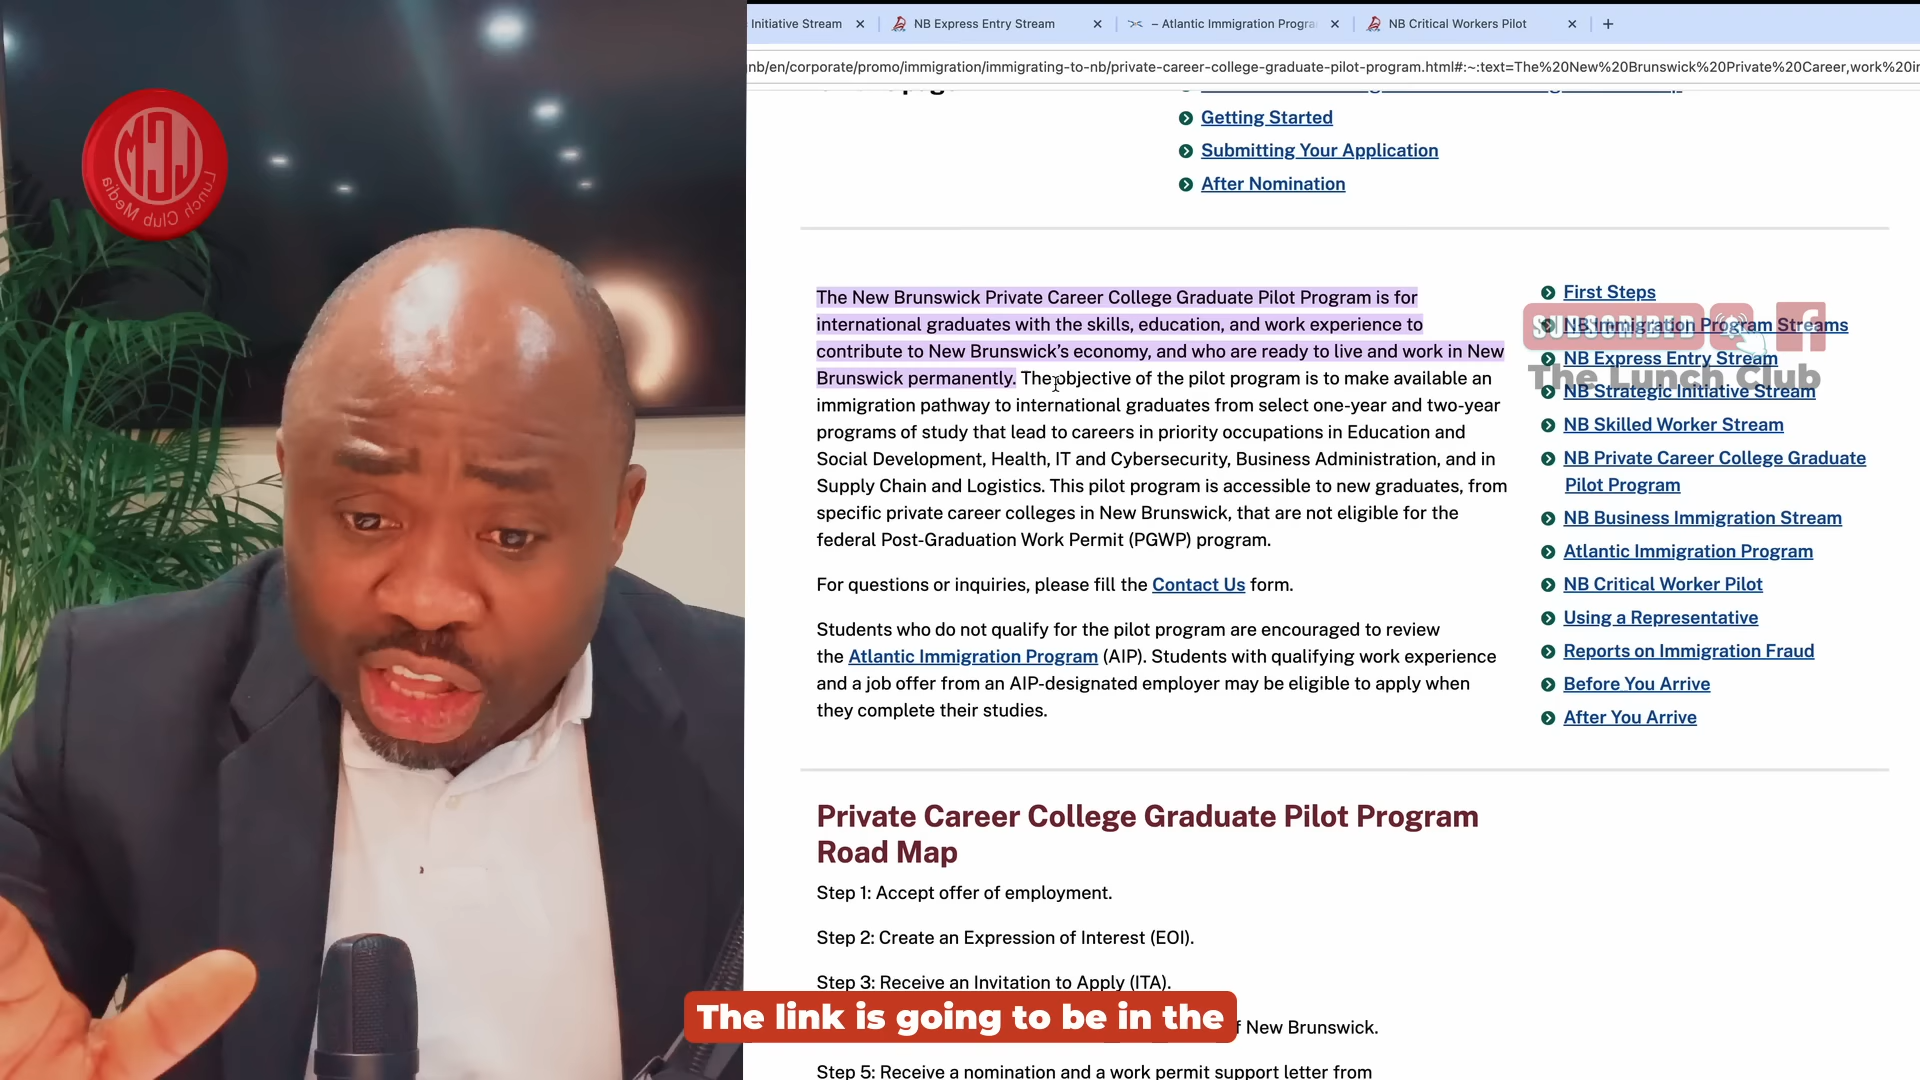 Initiative Stream
NB Express Entry Stream
– Atlantic Immigration Progra
NB Critical Workers Pilot
nb/en/corporate/promo/immigration/immigrating-to-nb/private-career-college-graduate-pilot-program.html#:~:text=The%20New%20Brunswick%20Private%20Career,work%20i
Getting Started
Submitting Your Application
After Nomination
LCM
Lunch Club Media
The New Brunswick Private Career College Graduate Pilot Program is for
international graduates with the skills, education, and work experience to
contribute to New Brunswick’s economy, and who are ready to live and work in New
Brunswick permanently. The objective of the pilot program is to make available an
immigration pathway to international graduates from select one-year and two-year
programs of study that lead to careers in priority occupations in Education and
Social Development, Health, IT and Cybersecurity, Business Administration, and in
Supply Chain and Logistics. This pilot program is accessible to new graduates, from
specific private career colleges in New Brunswick, that are not eligible for the
federal Post-Graduation Work Permit (PGWP) program.
For questions or inquiries, please fill the Contact Us form.
Students who do not qualify for the pilot program are encouraged to review
the Atlantic Immigration Program (AIP). Students with qualifying work experience
and a job offer from an AIP-designated employer may be eligible to apply when
they complete their studies.
First Steps
NB Immigration Program Streams
SUBSCRIBED
NB Express Entry Stream
The Lunch Club
NB Strategic Initiative Stream
NB Skilled Worker Stream
NB Private Career College Graduate
Pilot Program
NB Business Immigration Stream
Atlantic Immigration Program
NB Critical Worker Pilot
Using a Representative
Reports on Immigration Fraud
Before You Arrive
After You Arrive
Private Career College Graduate Pilot Program
Road Map
Step 1: Accept offer of employment.
Step 2: Create an Expression of Interest (EOI).
Step 3: Receive an Invitation to Apply (ITA).
The link is going to be in the
f New Brunswick.
Step 5: Receive a nomination and a work permit support letter from